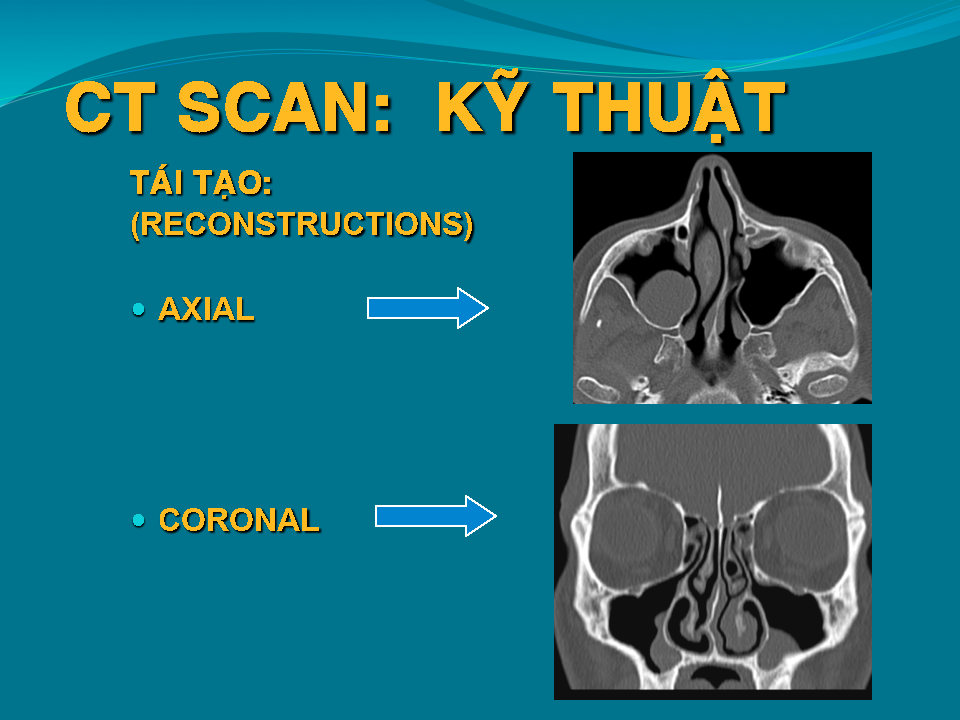 CT SCAN: KỸ THUẬT
TÁI TẠO:
(RECONSTRUCTIONS)
• AXIAL
• CORONAL